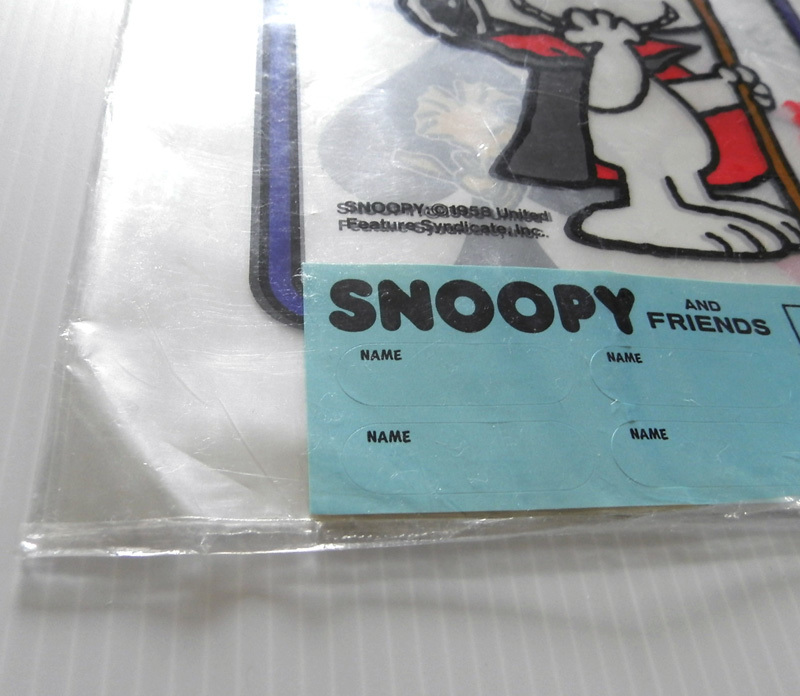 SNOOPY: ©1958 United
Feature Syndicate, Inc.
SNOOPY AND FRIENDS
NAME NAME
NAME NAME